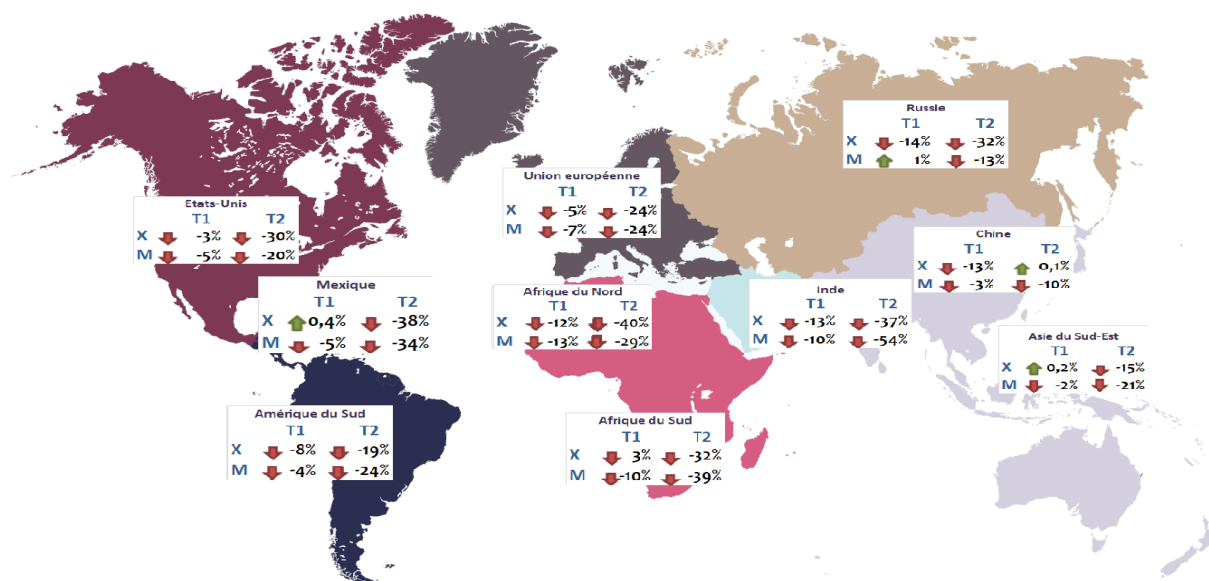 Russie
T1 T2
X -14% -32%
M 1% -13%
Union européenne
T1 T2
X -5% -24%
M -7% -24%
Etats-Unis
T1 T2
X -3% -30%
M -5% -20%
Chine
T1 T2
X -13% 0,1%
M -3% -10%
Mexique
T1 T2
X 0,4% -38%
M -5% -34%
Afrique du Nord
T1 T2
X -12% -40%
M -13% -29%
Inde
T1 T2
X -13% -37%
M -10% -54%
Asie du Sud-Est
T1 T2
X 0,2% -15%
M -2% -21%
Amérique du Sud
T1 T2
X -8% -19%
M -4% -24%
Afrique du Sud
T1 T2
X 3% -32%
M -10% -39%